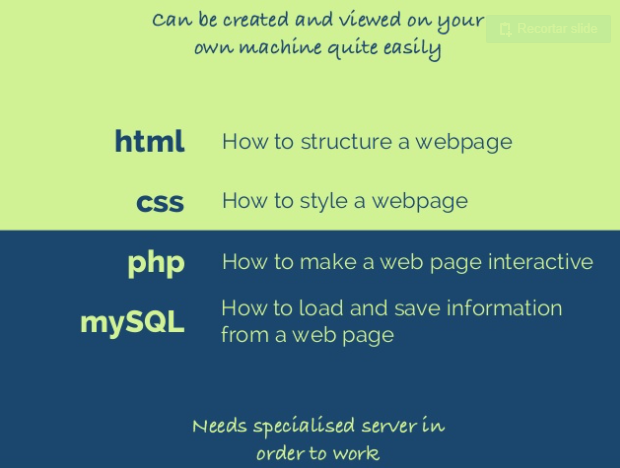 Can be created and viewed on your
own machine quite easily
Recortar slide
html How to structure a webpage
css How to style a webpage
php How to make a web page interactive
mySQL How to load and save information
from a web page
Needs specialised server in
order to work